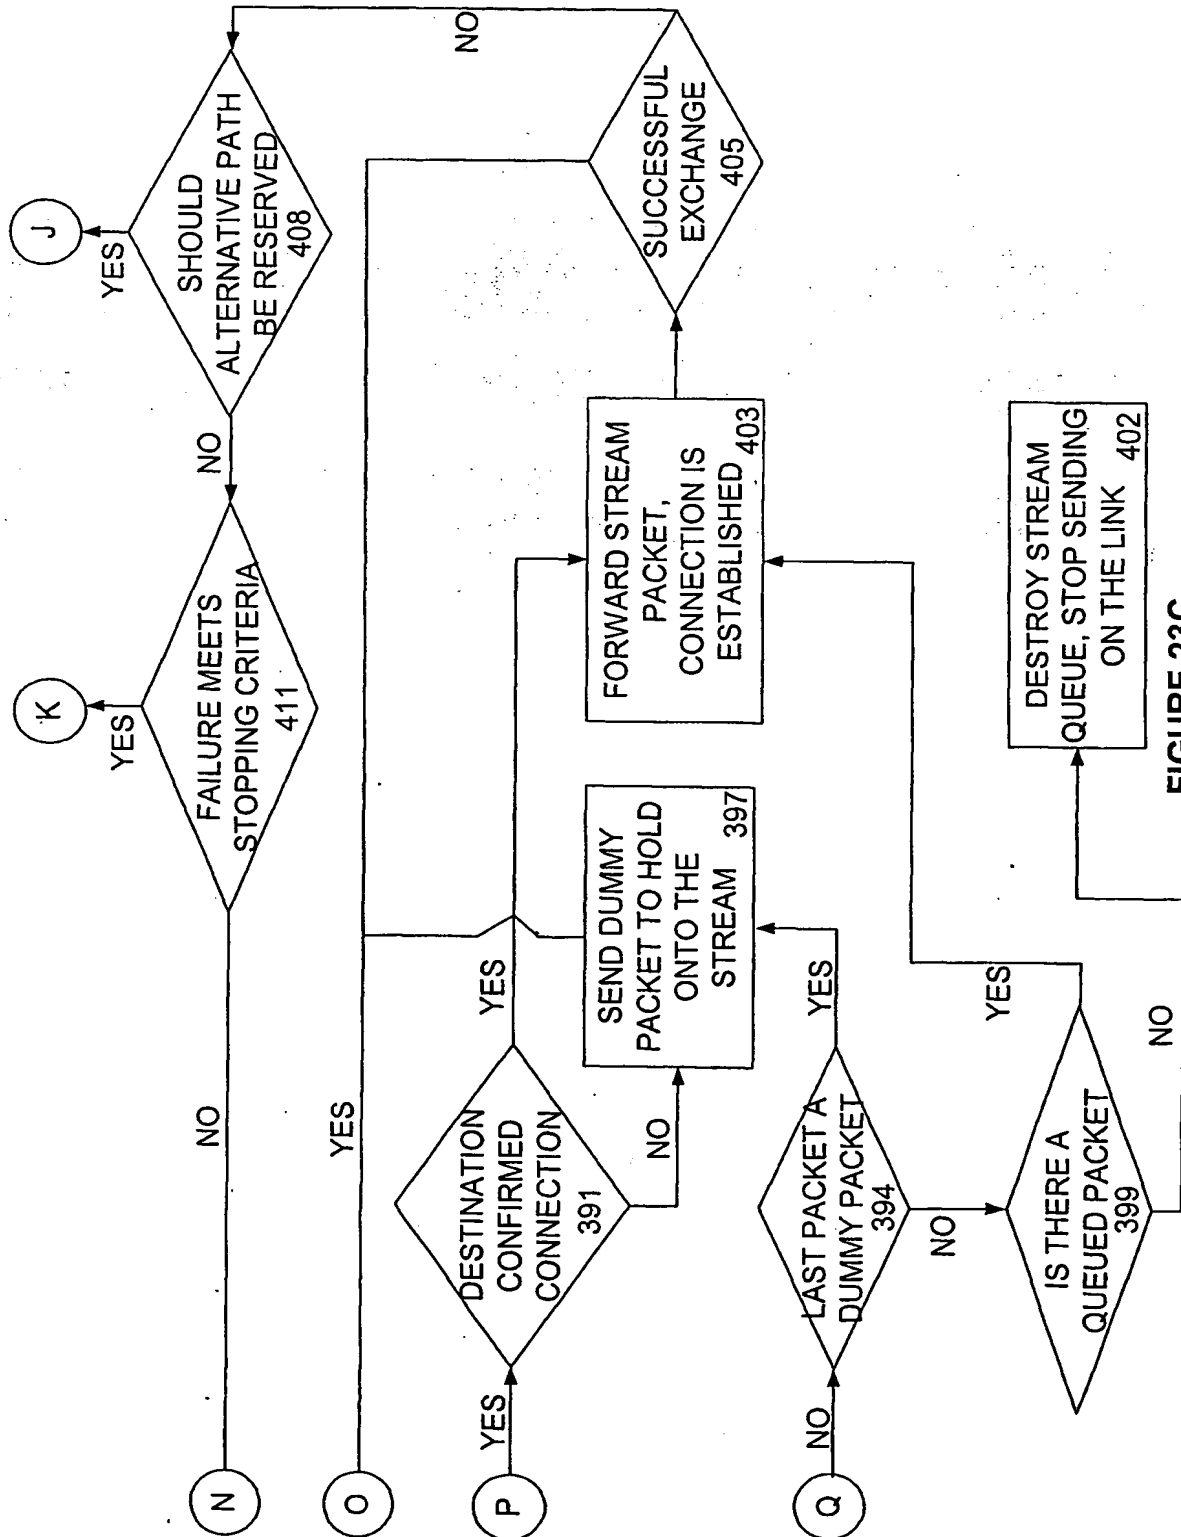 N
NO
FAILURE MEETS
STOPPING CRITERIA
411
YES
K
NO
SHOULD
ALTERNATIVE PATH
BE RESERVED
408
YES
J
NO
O
YES
P
YES
DESTINATION
CONFIRMED
CONNECTION
391
YES
NO
SEND DUMMY
PACKET TO HOLD
ONTO THE
STREAM
397
FORWARD STREAM
PACKET,
CONNECTION IS
ESTABLISHED
403
SUCCESSFUL
EXCHANGE
405
Q
NO
LAST PACKET A
DUMMY PACKET
394
YES
NO
IS THERE A
QUEUED PACKET
399
YES
NO
DESTROY STREAM
QUEUE, STOP SENDING
ON THE LINK
402
FIGURE 23C